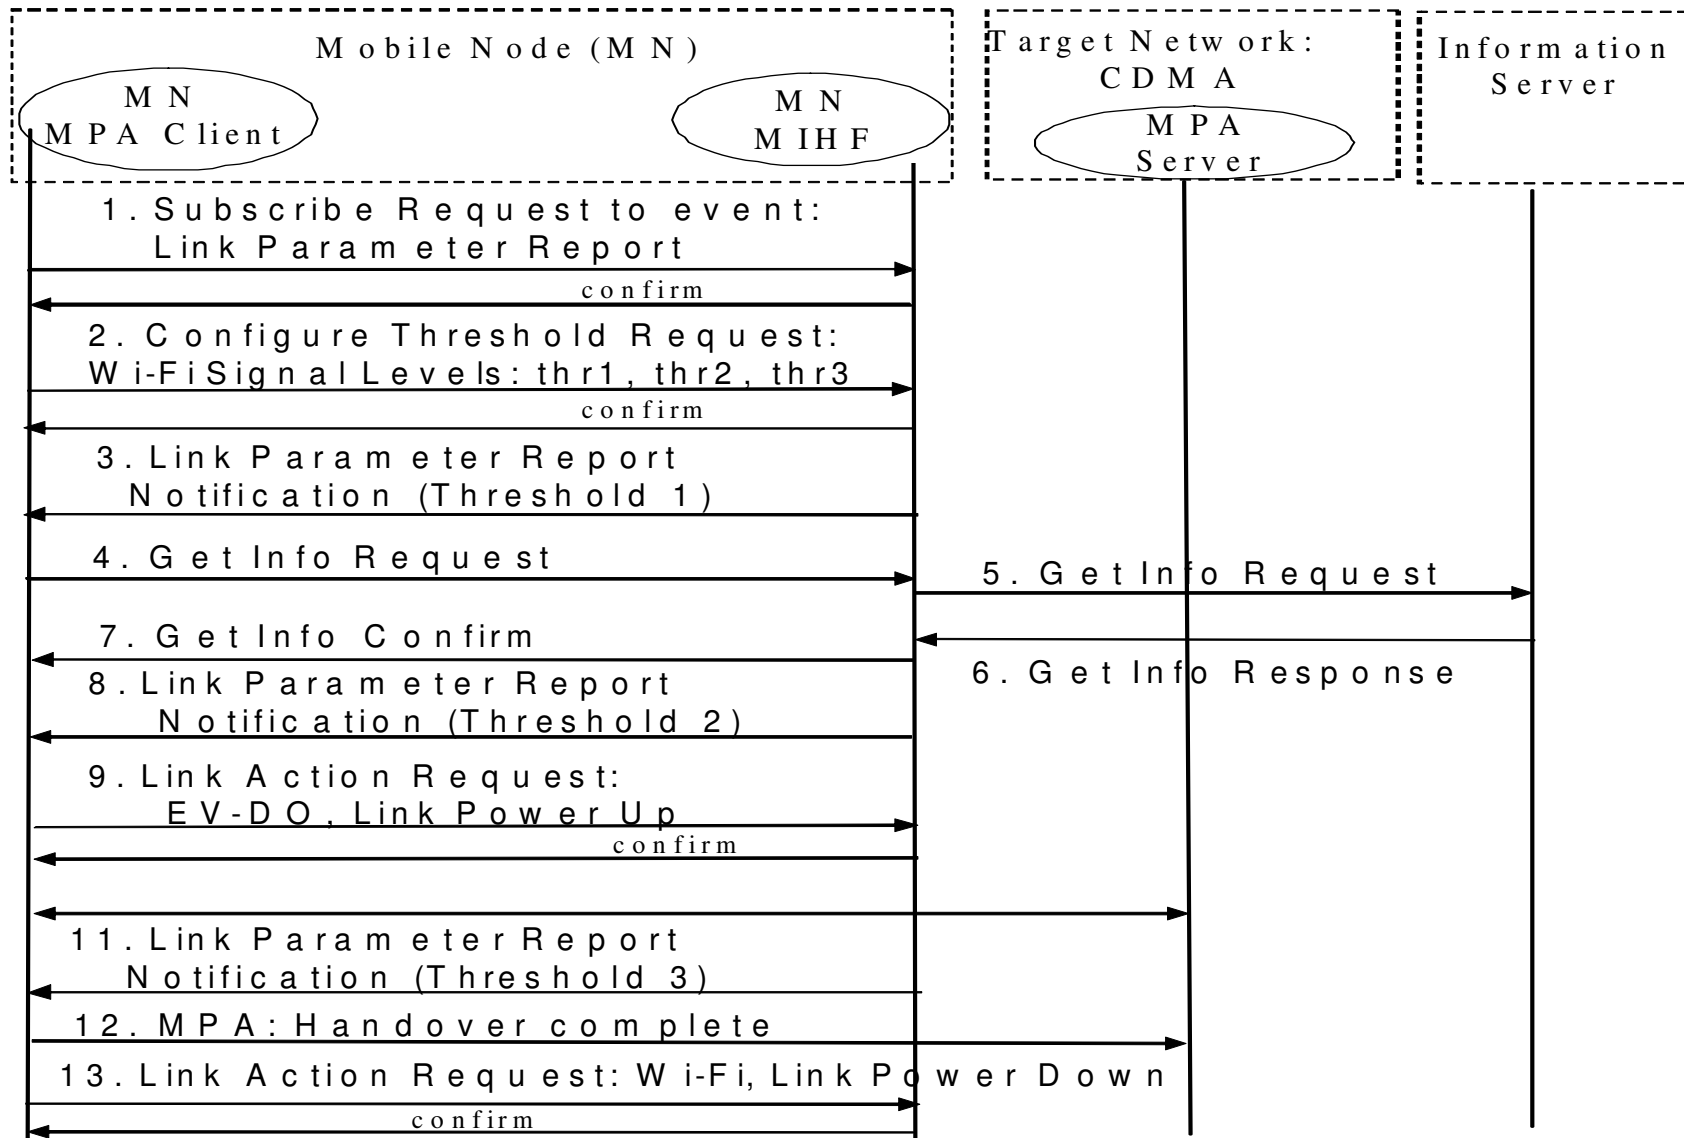 Mobile Node (MN)
Target Network:
CDMA
Information
Server
MN
MPA Client
MN
MIHF
MPA
Server
1. Subscribe Request to event:
Link Parameter Report
confirm
2. Configure Threshold Request:
Wi-Fi Signal Levels: thr1, thr2, thr3
confirm
3. Link Parameter Report
Notification (Threshold 1)
4. Get Info Request
5. Get Info Request
7. Get Info Confirm
6. Get Info Response
8. Link Parameter Report
Notification (Threshold 2)
9. Link Action Request:
EV-DO, Link Power Up
confirm
11. Link Parameter Report
Notification (Threshold 3)
12. MPA: Handover complete
13. Link Action Request: Wi-Fi, Link Power Down
confirm